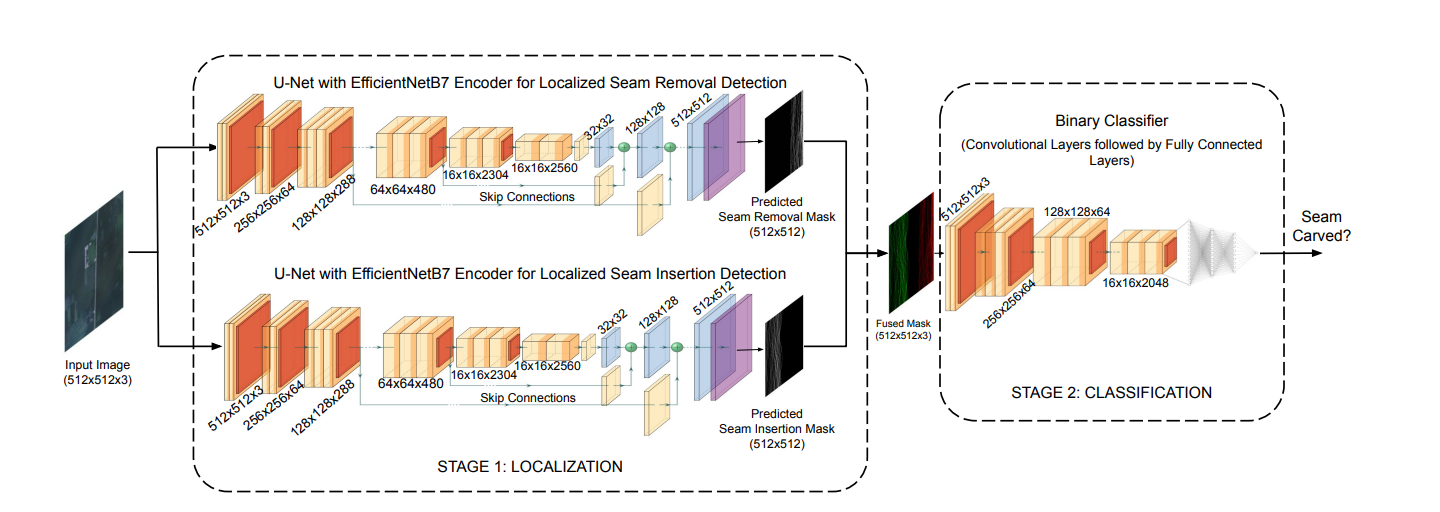 U-Net with EfficientNetB7 Encoder for Localized Seam Removal Detection
512x512x3
256x256x64
128x128x288
64x64x480
16x16x2304
16x16x2560
32x32
128x128
512x512
Skip Connections
Predicted
Seam Removal Mask
(512x512)
Input Image
(512x512x3)
U-Net with EfficientNetB7 Encoder for Localized Seam Insertion Detection
512x512x3
256x256x64
128x128x288
64x64x480
16x16x2304
16x16x2560
32x32
128x128
512x512
Skip Connections
Predicted
Seam Insertion Mask
(512x512)
STAGE 1: LOCALIZATION
Fused Mask
(512x512x3)
Binary Classifier
(Convolutional Layers followed by Fully Connected
Layers)
512x512x3
256x256x64
128x128x64
16x16x2048
STAGE 2: CLASSIFICATION
Seam
Carved?